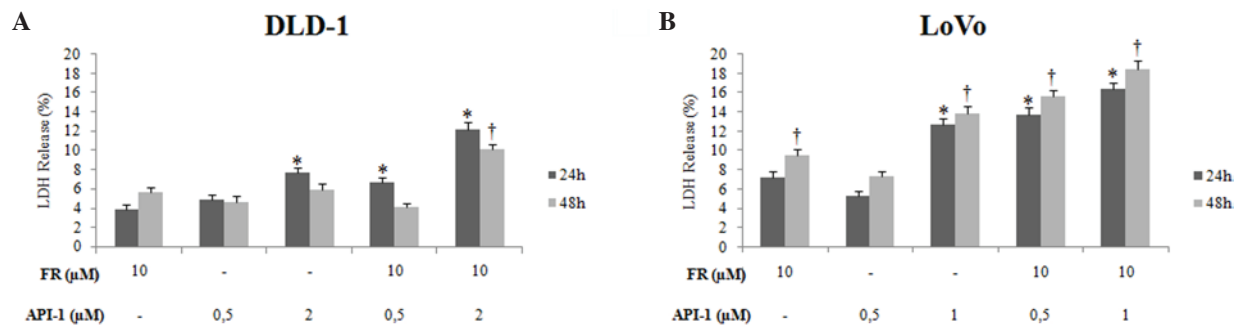 A
DLD-1
LDH Release (%)
20
18
16
14
12
10
8
6
4
2
0
*
*
*
†
24h
48h
FR (µM) 10 - - 10 10
API-1 (µM) - 0,5 2 0,5 2
B
LoVo
LDH Release (%)
20
18
16
14
12
10
8
6
4
2
0
†
*
†
*
†
*
†
24h
48h
FR (µM) 10 - - 10 10
API-1 (µM) - 0,5 1 0,5 1